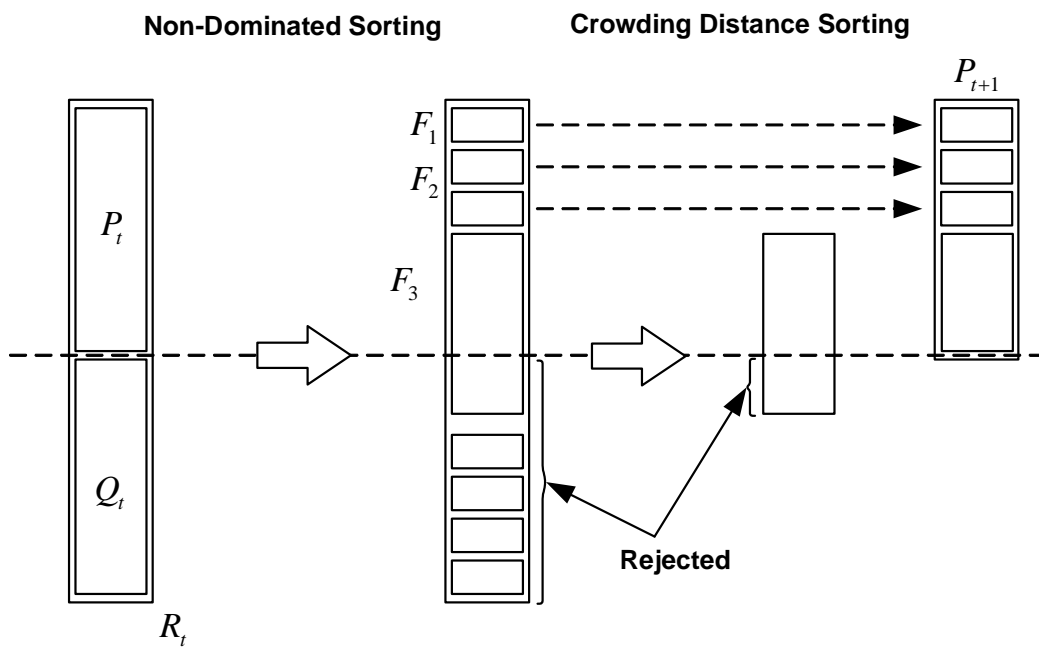 Non-Dominated Sorting
Crowding Distance Sorting
P_{t+1}
F_1
F_2
P_t
F_3
Q_t
Rejected
R_t